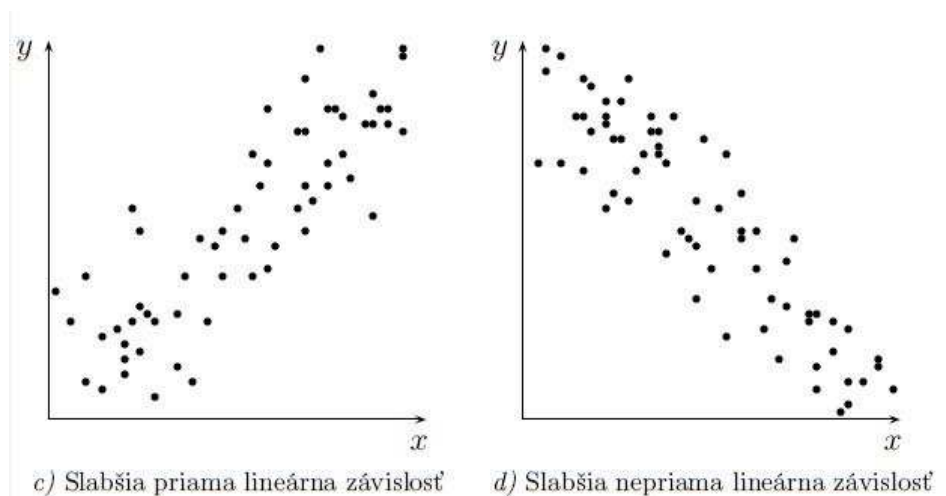 y
x
c) Slabšia priama lineárna závislosť
y
x
d) Slabšia nepriama lineárna závislosť